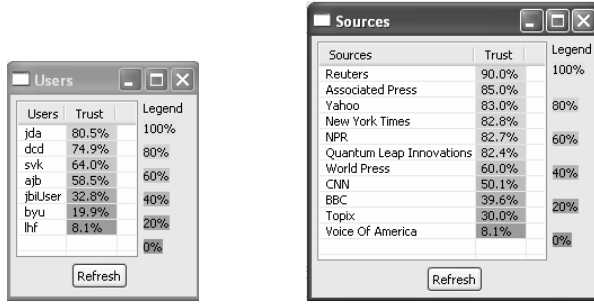 Users
Users Trust Legend
jda 80.5% 100%
dcd 74.9% 80%
svk 64.0%
ajb 58.5% 60%
jbiUser 32.8% 40%
byu 19.9% 20%
lhf 8.1%
0%
Refresh
Sources
Sources Trust Legend
Reuters 90.0% 100%
Associated Press 85.0%
Yahoo 83.0% 80%
New York Times 82.8%
NPR 82.7% 60%
Quantum Leap Innovations 82.4%
World Press 60.0% 40%
CNN 50.1%
BBC 39.6% 20%
Topix 30.0%
Voice Of America 8.1% 0%
Refresh